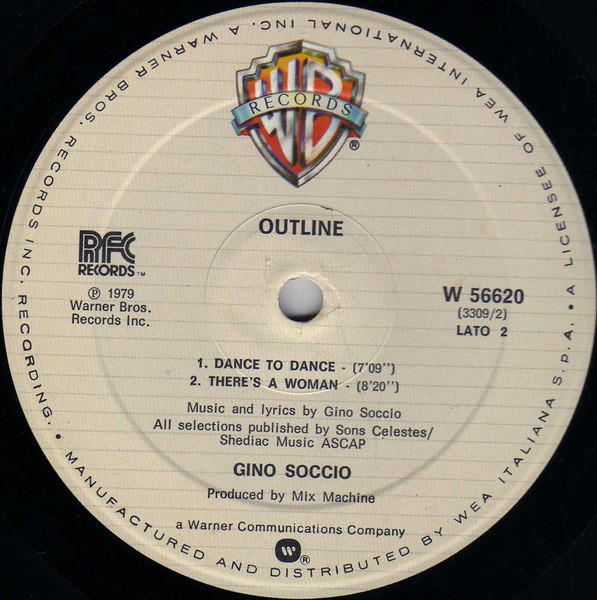 WB
RECORDS
®
OUTLINE
RFC
RECORDS™
℗ 1979
Warner Bros.
Records Inc.
W 56620
(3309/2)
LATO 2
1. DANCE TO DANCE - (7'09")
2. THERE'S A WOMAN - (8'20")
Music and lyrics by Gino Soccio
All selections published by Sons Celestes/
Shediac Music ASCAP
GINO SOCCIO
Produced by Mix Machine
a Warner Communications Company
®
• MANUFACTURED AND DISTRIBUTED BY WEA ITALIANA S.p.A. • A LICENSEE OF WEA INTERNATIONAL INC. A WARNER BROS. RECORDS INC. RECORDING.